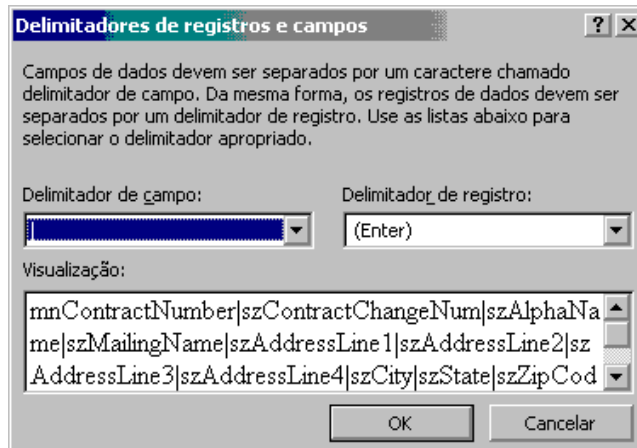 Delimitadores de registros e campos
Campos de dados devem ser separados por um caractere chamado
delimitador de campo. Da mesma forma, os registros de dados devem ser
separados por um delimitador de registro. Use as listas abaixo para
selecionar o delimitador apropriado.
Delimitador de campo:
Delimitador de registro:
|
(Enter)
Visualização:
mnContractNumber|szContractChangeNum|szAlphaNa
me|szMailingName|szAddressLine1|szAddressLine2|sz
AddressLine3|szAddressLine4|szCity|szState|szZipCod
OK
Cancelar